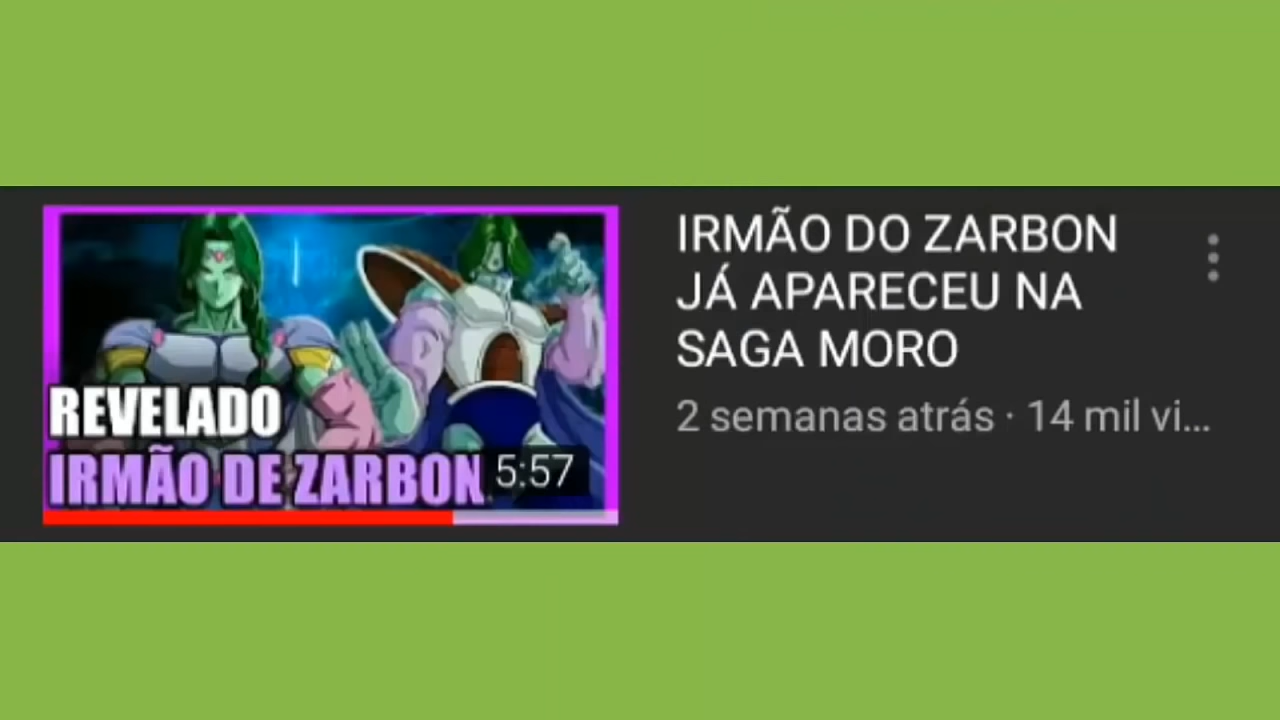 REVELADO
IRMÃO DE ZARBON
5:57
IRMÃO DO ZARBON
JÁ APARECEU NA
SAGA MORO
2 semanas atrás · 14 mil vi...